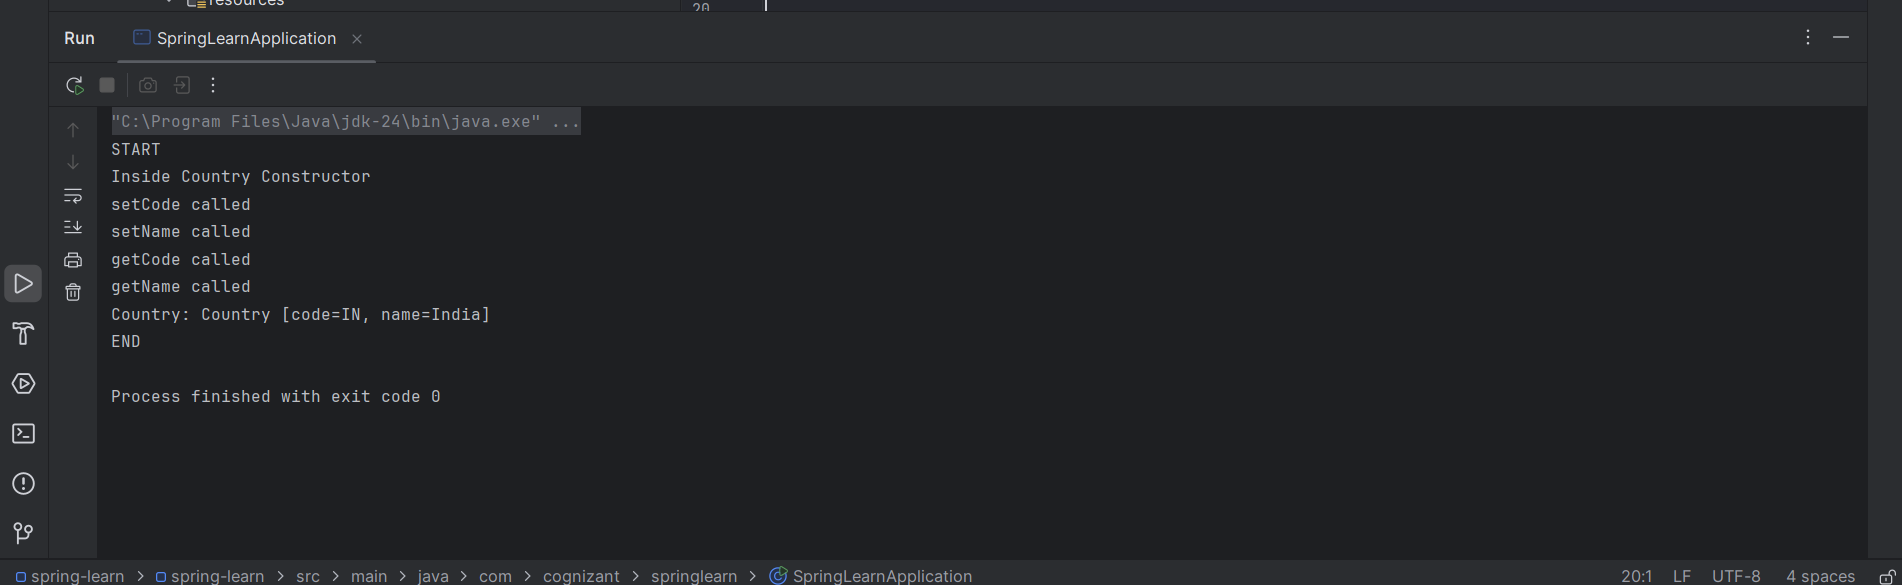 resources
20
Run SpringLearnApplication
"C:\Program Files\Java\jdk-24\bin\java.exe" ...
START
Inside Country Constructor
setCode called
setName called
getCode called
getName called
Country: Country [code=IN, name=India]
END
Process finished with exit code 0
spring-learn > spring-learn > src > main > java > com > cognizant > springlearn > SpringLearnApplication 20:1 LF UTF-8 4 spaces